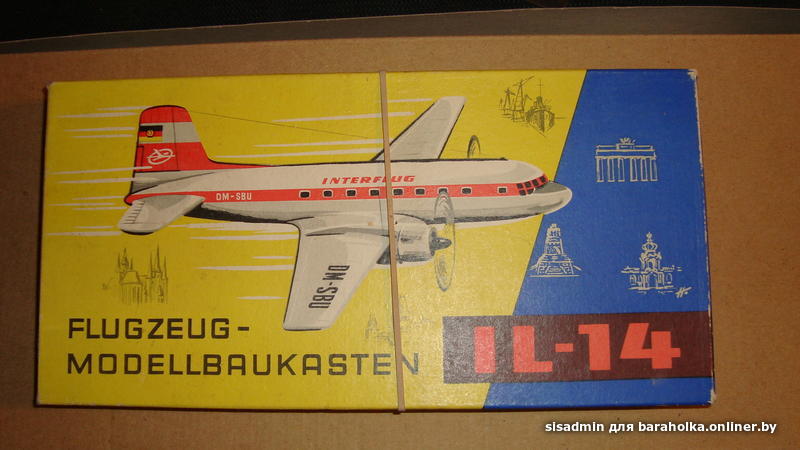 INTERFLUG
DM-SBU
DM-SBU
FLUGZEUG-
MODELLBAUKASTEN
IL-14
sisadmin для baraholka.onliner.by